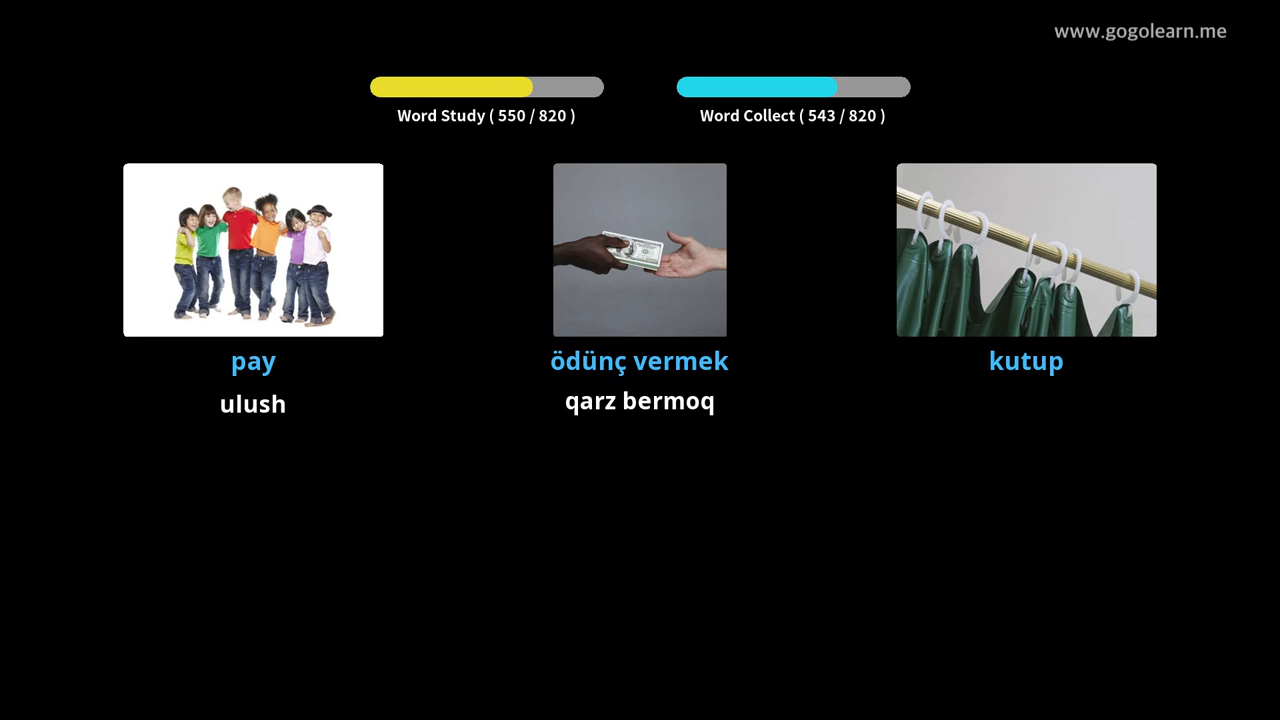 www.gogolearn.me
Word Study ( 550 / 820 )
Word Collect ( 543 / 820 )
pay
ulush
ödünç vermek
qarz bermoq
kutup